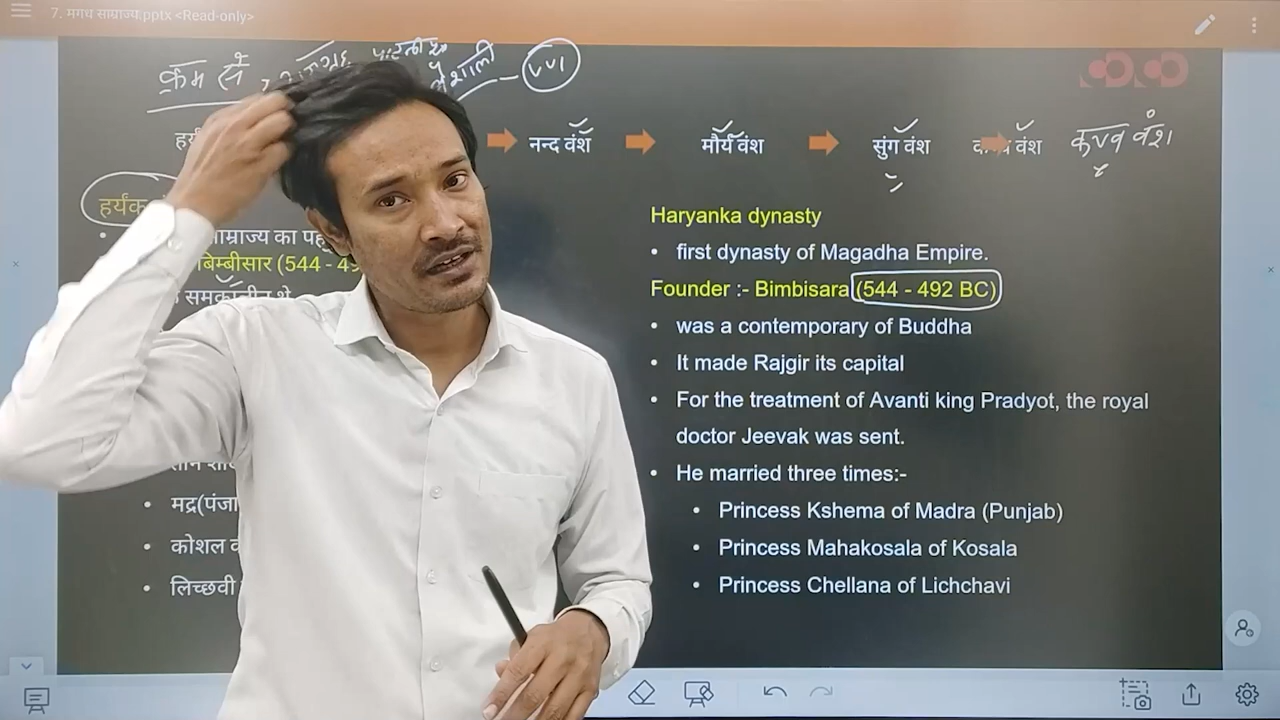 7. मगध साम्राज्य.pptx <Read-only>
क्रम से,
वैशाली - VVI
नन्द वंश
मौर्य वंश
सुंग वंश
वंश
कण्व वंश
हर्यंक
साम्राज्य का
बिम्बीसार (544 - 49
समकालीन थे
मद्र(पंजा
कोशल
लिच्छवी
Haryanka dynasty
• first dynasty of Magadha Empire.
Founder :- Bimbisara (544 - 492 BC)
• was a contemporary of Buddha
• It made Rajgir its capital
• For the treatment of Avanti king Pradyot, the royal
doctor Jeevak was sent.
• He married three times:-
• Princess Kshema of Madra (Punjab)
• Princess Mahakosala of Kosala
• Princess Chellana of Lichchavi